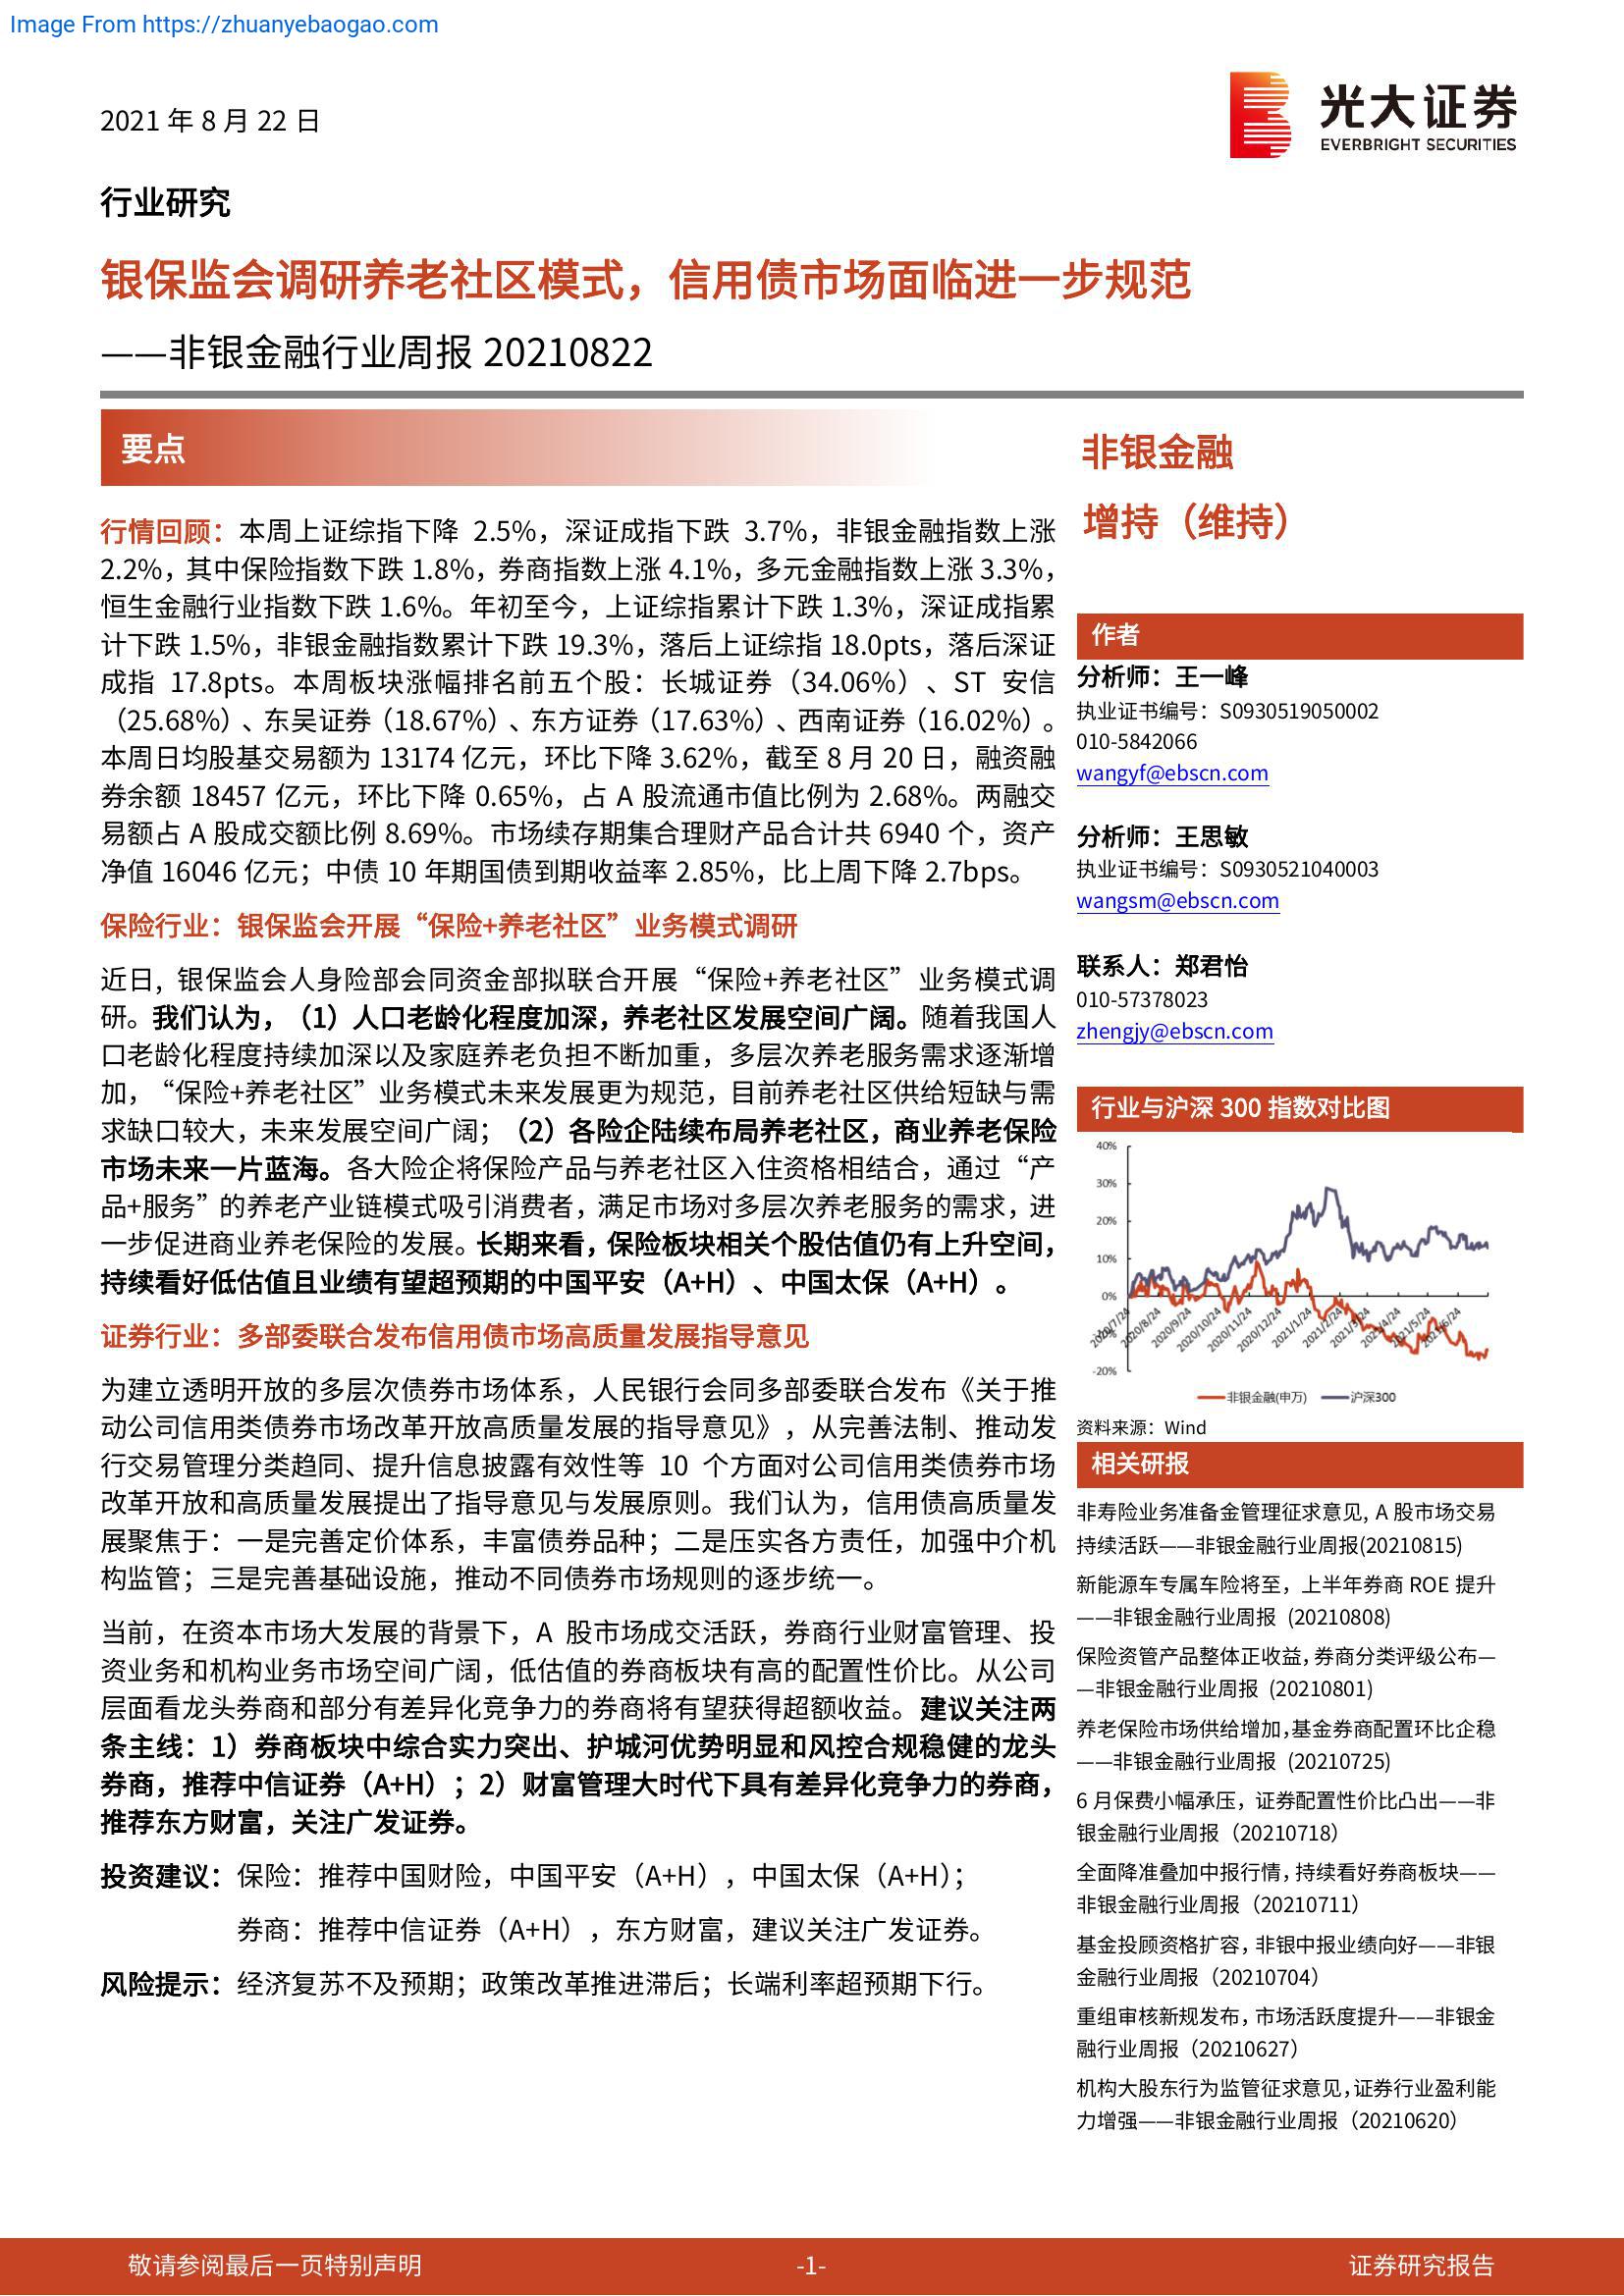 Image From https://zhuanyebaogao.com
2021 年 8 月 22 日
光大证券
EVERBRIGHT SECURITIES
行业研究
银保监会调研养老社区模式，信用债市场面临进一步规范
——非银金融行业周报 20210822
要点
行情回顾：本周上证综指下降 2.5%，深证成指下跌 3.7%，非银金融指数上涨
2.2%，其中保险指数下跌 1.8%，券商指数上涨 4.1%，多元金融指数上涨 3.3%，
恒生金融行业指数下跌 1.6%。年初至今，上证综指累计下跌 1.3%，深证成指累
计下跌 1.5%，非银金融指数累计下跌 19.3%，落后上证综指 18.0pts，落后深证
成指 17.8pts。本周板块涨幅排名前五个股：长城证券（34.06%）、ST 安信
（25.68%）、东吴证券（18.67%）、东方证券（17.63%）、西南证券（16.02%）。
本周日均股基交易额为 13174 亿元，环比下降 3.62%，截至 8 月 20 日，融资融
券余额 18457 亿元，环比下降 0.65%，占 A 股流通市值比例为 2.68%。两融交
易额占 A 股成交额比例 8.69%。市场续存期集合理财产品合计共 6940 个，资产
净值 16046 亿元；中债 10 年期国债到期收益率 2.85%，比上周下降 2.7bps。
保险行业：银保监会开展“保险+养老社区”业务模式调研
近日, 银保监会人身险部会同资金部拟联合开展“保险+养老社区”业务模式调
研。我们认为，（1）人口老龄化程度加深，养老社区发展空间广阔。随着我国人
口老龄化程度持续加深以及家庭养老负担不断加重，多层次养老服务需求逐渐增
加，“保险+养老社区”业务模式未来发展更为规范，目前养老社区供给短缺与需
求缺口较大，未来发展空间广阔；（2）各险企陆续布局养老社区，商业养老保险
市场未来一片蓝海。各大险企将保险产品与养老社区入住资格相结合，通过“产
品+服务”的养老产业链模式吸引消费者，满足市场对多层次养老服务的需求，进
一步促进商业养老保险的发展。长期来看，保险板块相关个股估值仍有上升空间，
持续看好低估值且业绩有望超预期的中国平安（A+H）、中国太保（A+H）。
证券行业：多部委联合发布信用债市场高质量发展指导意见
为建立透明开放的多层次债券市场体系，人民银行会同多部委联合发布《关于推
动公司信用类债券市场改革开放高质量发展的指导意见》，从完善法制、推动发
行交易管理分类趋同、提升信息披露有效性等 10 个方面对公司信用类债券市场
改革开放和高质量发展提出了指导意见与发展原则。我们认为，信用债高质量发
展聚焦于：一是完善定价体系，丰富债券品种；二是压实各方责任，加强中介机
构监管；三是完善基础设施，推动不同债券市场规则的逐步统一。
当前，在资本市场大发展的背景下，A 股市场成交活跃，券商行业财富管理、投
资业务和机构业务市场空间广阔，低估值的券商板块有高的配置性价比。从公司
层面看龙头券商和部分有差异化竞争力的券商将有望获得超额收益。建议关注两
条主线：1）券商板块中综合实力突出、护城河优势明显和风控合规稳健的龙头
券商，推荐中信证券（A+H）；2）财富管理大时代下具有差异化竞争力的券商，
推荐东方财富，关注广发证券。
投资建议：保险：推荐中国财险，中国平安（A+H），中国太保（A+H）；
券商：推荐中信证券（A+H），东方财富，建议关注广发证券。
风险提示：经济复苏不及预期；政策改革推进滞后；长端利率超预期下行。
非银金融
增持（维持）
作者
分析师：王一峰
执业证书编号：S0930519050002
010-5842066
wangyf@ebscn.com
分析师：王思敏
执业证书编号：S0930521040003
wangsm@ebscn.com
联系人：郑君怡
010-57378023
zhengjy@ebscn.com
行业与沪深 300 指数对比图
40%
30%
20%
10%
0%
-20%
2020/7/24 2020/8/24 2020/9/24 2020/10/24 2020/11/24 2020/12/24 2021/1/24 2021/2/24 2021/3/24 2021/4/24 2021/5/24 2021/6/24
非银金融(申万) 沪深300
资料来源：Wind
相关研报
非寿险业务准备金管理征求意见, A 股市场交易
持续活跃——非银金融行业周报(20210815)
新能源车专属车险将至，上半年券商 ROE 提升
——非银金融行业周报 (20210808)
保险资管产品整体正收益，券商分类评级公布—
—非银金融行业周报 (20210801)
养老保险市场供给增加，基金券商配置环比企稳
——非银金融行业周报 (20210725)
6 月保费小幅承压，证券配置性价比凸出——非
银金融行业周报（20210718）
全面降准叠加中报行情，持续看好券商板块——
非银金融行业周报（20210711）
基金投顾资格扩容，非银中报业绩向好——非银
金融行业周报（20210704）
重组审核新规发布，市场活跃度提升——非银金
融行业周报（20210627）
机构大股东行为监管征求意见，证券行业盈利能
力增强——非银金融行业周报（20210620）
敬请参阅最后一页特别声明
-1-
证券研究报告